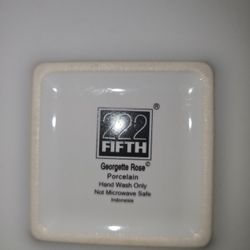 222
FIFTH®
Georgette Rose©
Porcelain
Hand Wash Only
Not Microwave Safe
Indonesia